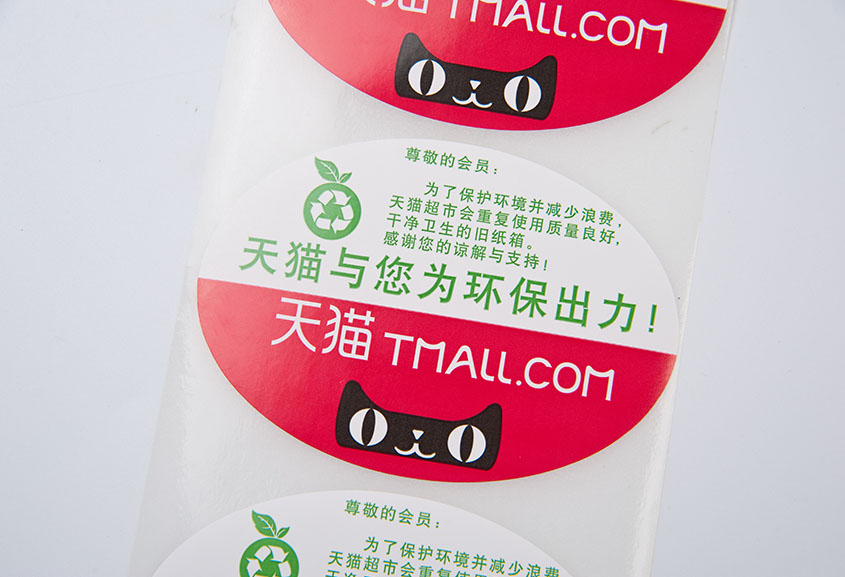 天猫 TMALL.COM
尊敬的会员：
为了保护环境并减少浪费，
天猫超市会重复使用质量良好，
干净卫生的旧纸箱。
感谢您的谅解与支持！
天猫与您为环保出力！
天猫 TMALL.COM
尊敬的会员：
为了保护环境并减少浪费
天猫超市会重复使用